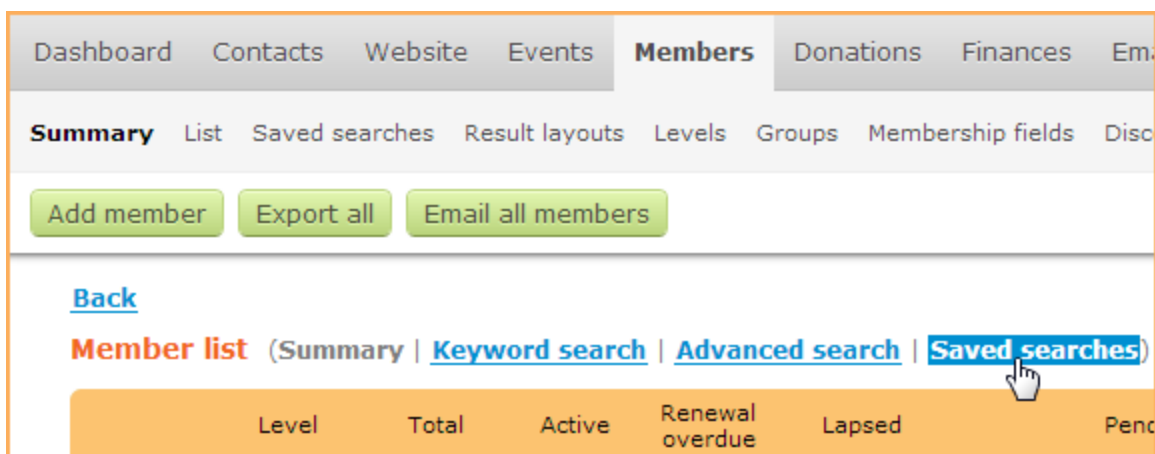 Dashboard Contacts Website Events Members Donations Finances
Summary List Saved searches Result layouts Levels Groups Membership fields
Add member Export all Email all members
Back
Member list (Summary | Keyword search | Advanced search | Saved searches)
Level Total Active Renewal overdue Lapsed